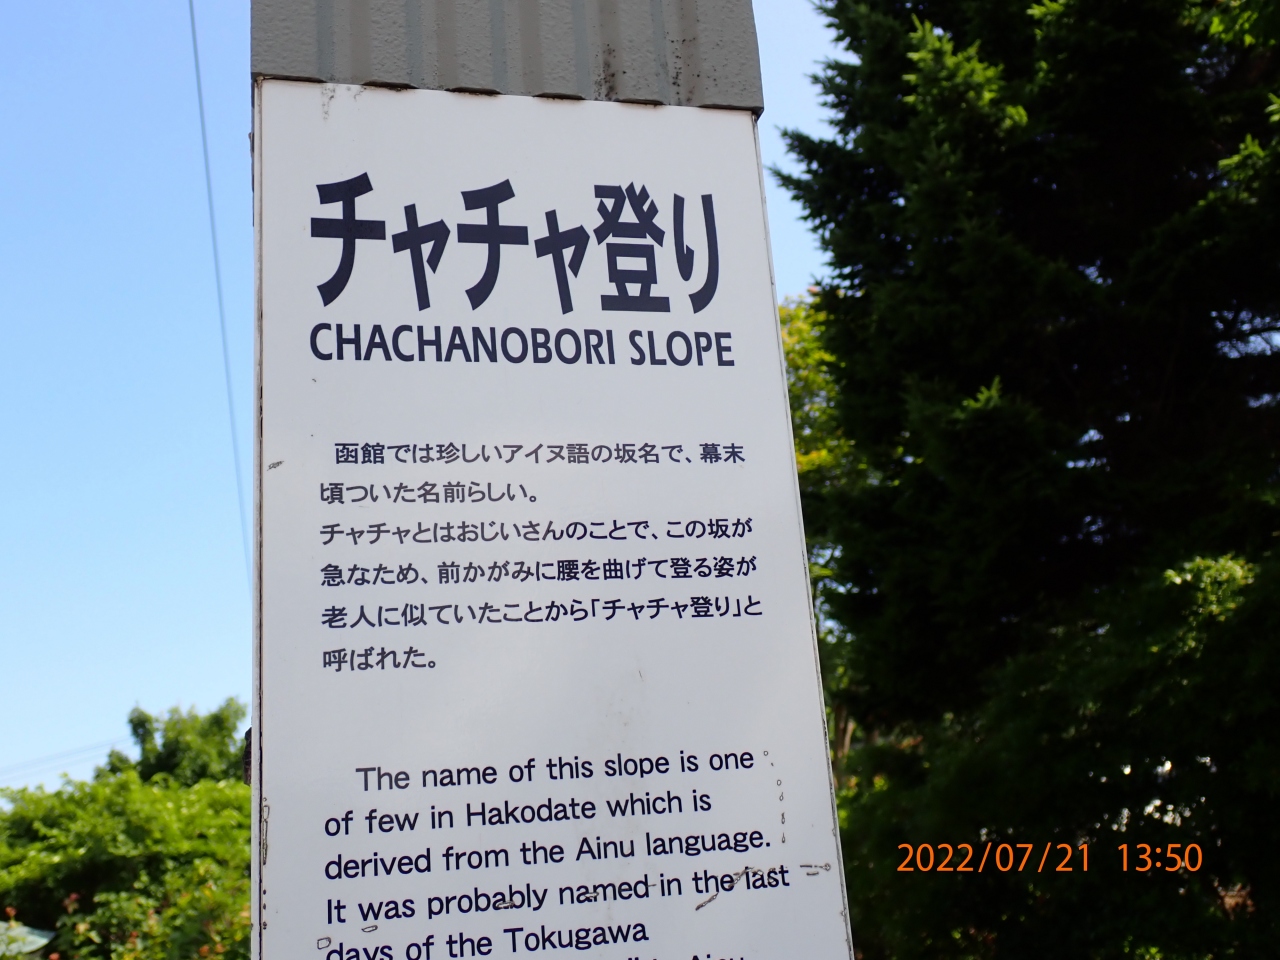 チャチャ登り
CHACHANOBORI SLOPE
函館では珍しいアイヌ語の坂名で、幕末
頃ついた名前らしい。
チャチャとはおじいさんのことで、この坂が
急なため、前かがみに腰を曲げて登る姿が
老人に似ていたことから「チャチャ登り」と
呼ばれた。
The name of this slope is one
of few in Hakodate which is
derived from the Ainu language.
It was probably named in the last
days of the Tokugawa
2022/07/21 13:50